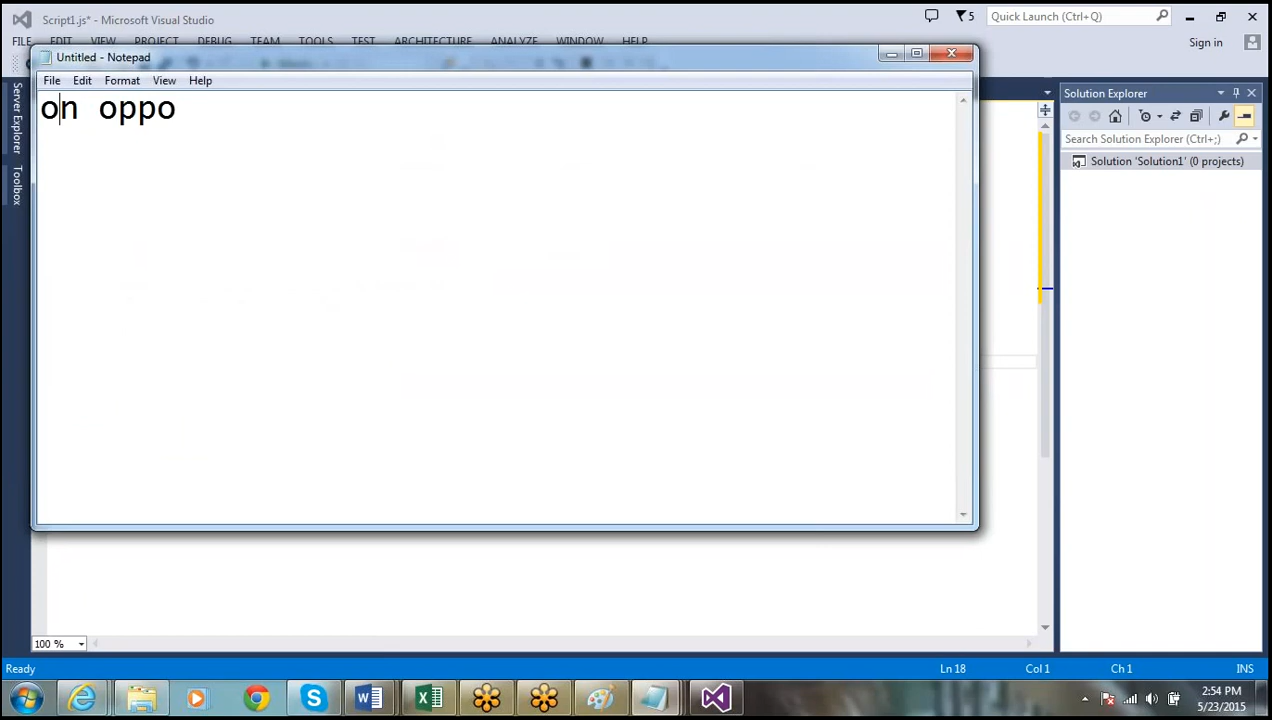 Script1.js* - Microsoft Visual Studio
5
Quick Launch (Ctrl+Q)
FILE EDIT VIEW PROJECT DEBUG TEAM TOOLS TEST ARCHITECTURE ANALYZE WINDOW HELP
Sign in
Untitled - Notepad
File Edit Format View Help
on oppo
Server Explorer
Toolbox
Solution Explorer
Search Solution Explorer (Ctrl+;)
Solution 'Solution1' (0 projects)
100 %
Ready
Ln 18
Col 1
Ch 1
INS
2:54 PM
5/23/2015